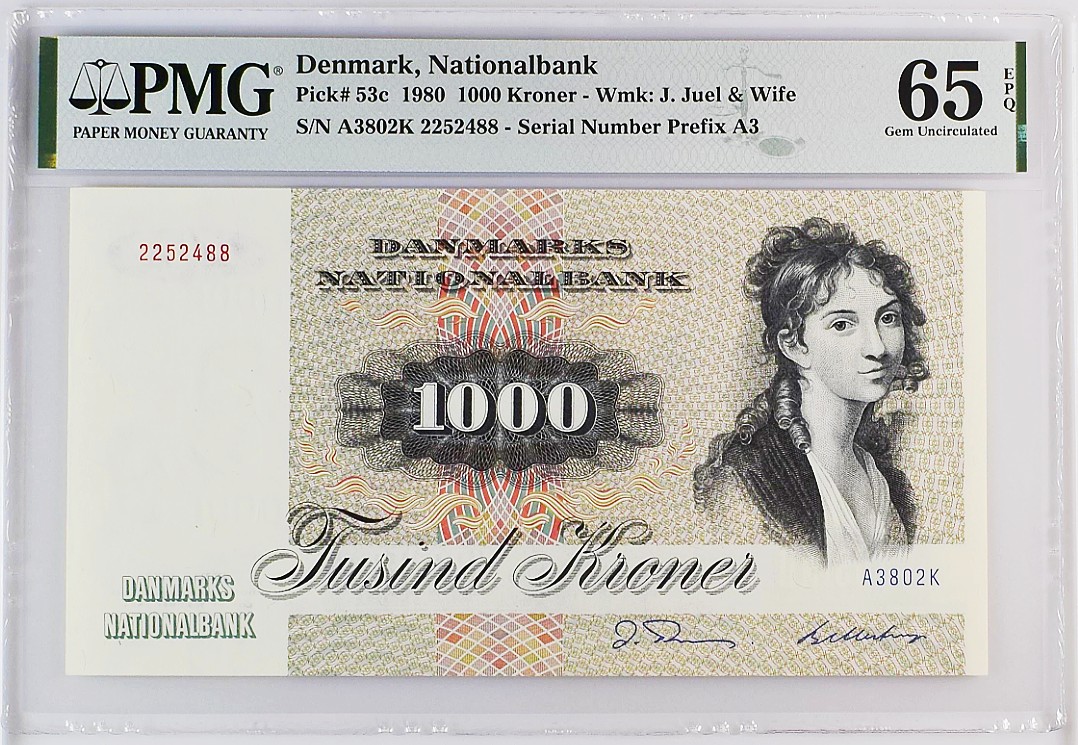 PMG®
PAPER MONEY GUARANTY
Denmark, Nationalbank
Pick# 53c 1980 1000 Kroner - Wmk: J. Juel & Wife
S/N A3802K 2252488 - Serial Number Prefix A3
65
Gem Uncirculated
EPQ
2252488
DANMARKS
NATIONALBANK
1000
Tusind Kroner
A3802K
DANMARKS
NATIONALBANK